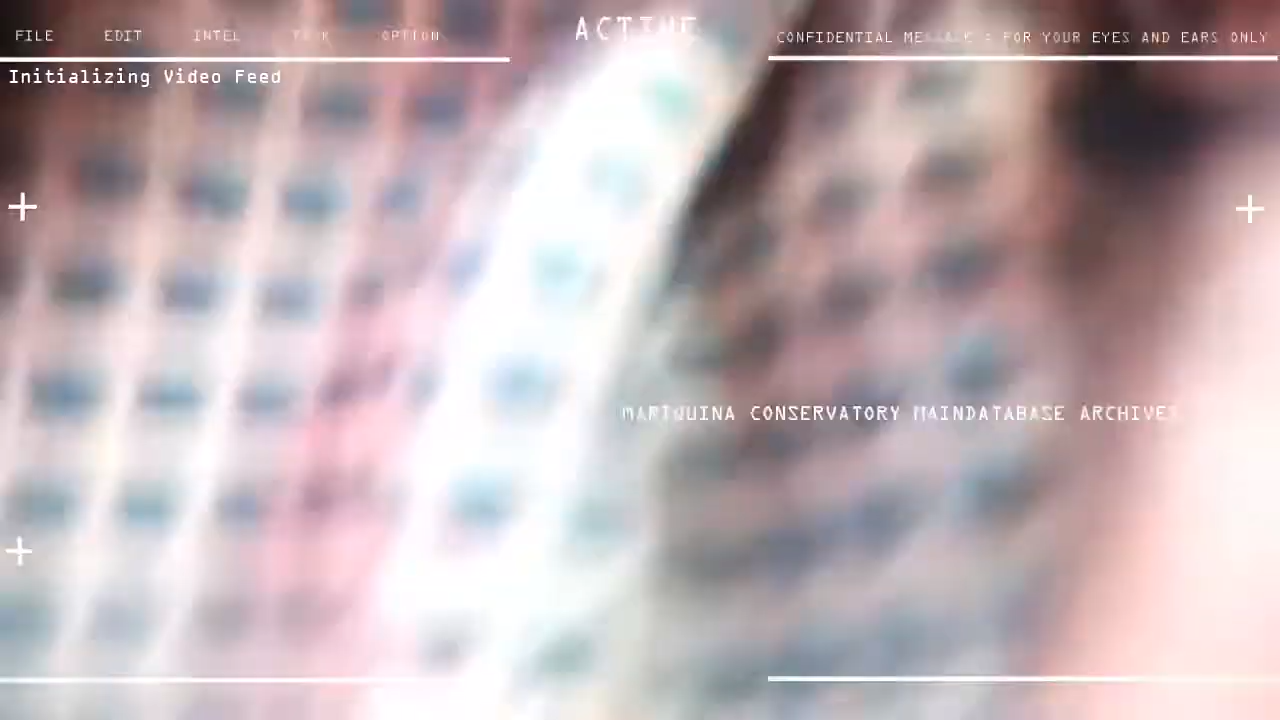 FILE EDIT INTEL OPTION
ACTIVE
CONFIDENTIAL MESSAGE : FOR YOUR EYES AND EARS ONLY
Initializing Video Feed
MARIQUINA CONSERVATORY MAINDATABASE ARCHIVES